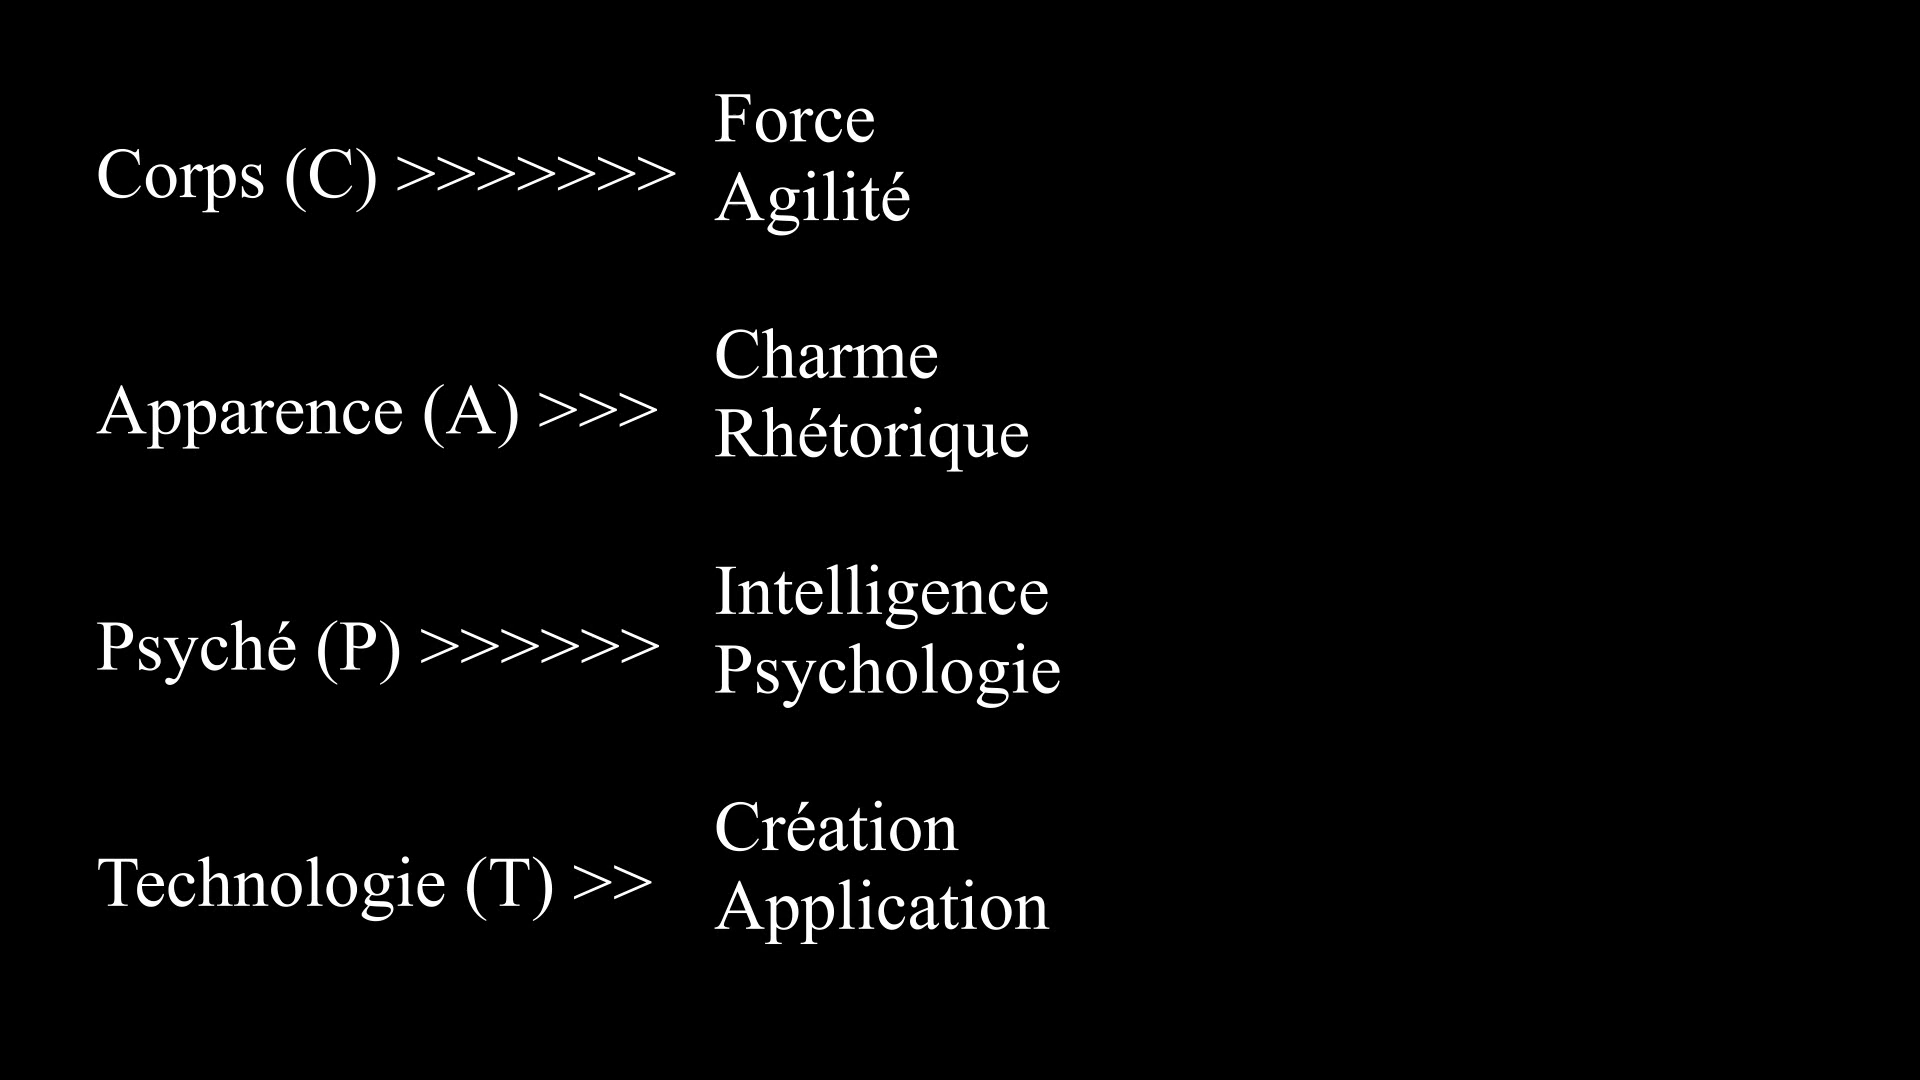 Force
Corps (C) >>>>>>>
Agilité
Charme
Apparence (A) >>>
Rhétorique
Intelligence
Psyché (P) >>>>>>
Psychologie
Création
Technologie (T) >>
Application